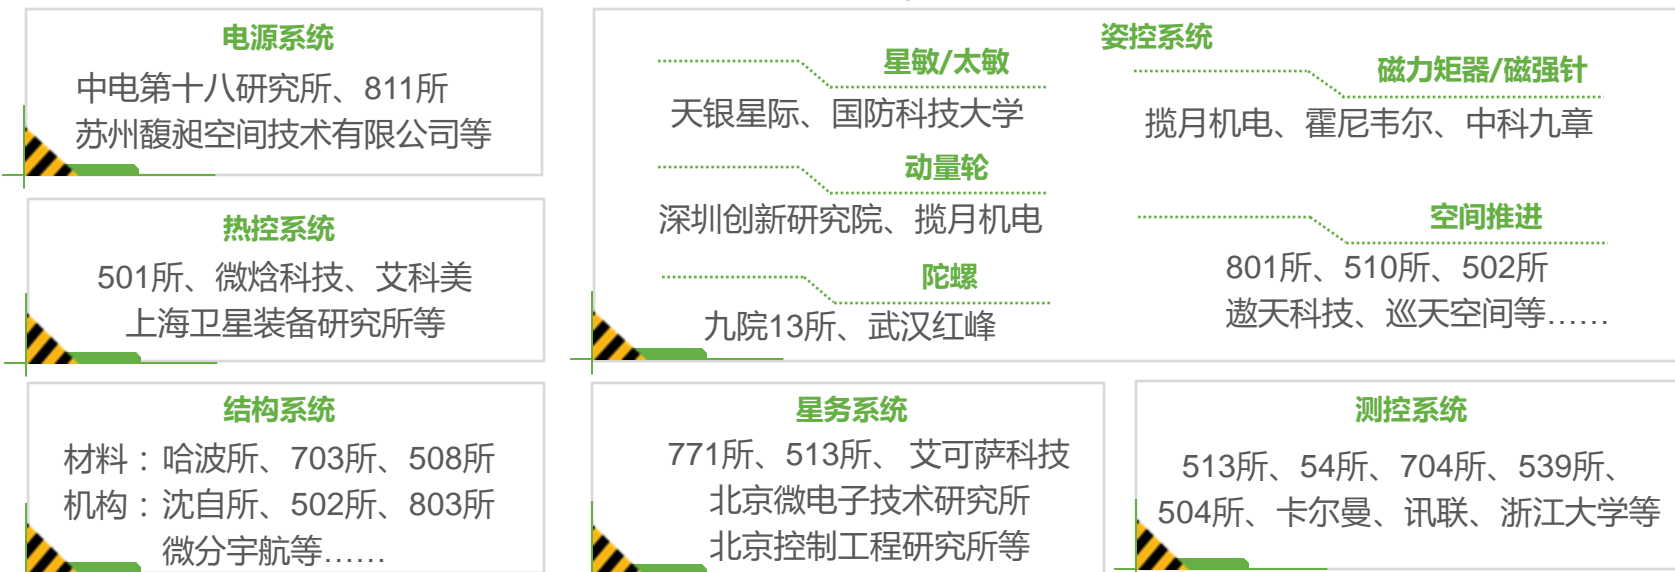 电源系统
中电第十八研究所、811所
苏州馥昶空间技术有限公司等
热控系统
501所、微焓科技、艾科美
上海卫星装备研究所等
结构系统
材料：哈波所、703所、508所
机构：沈自所、502所、803所
微分宇航等……
姿控系统
星敏/太敏
天银星际、国防科技大学
动量轮
深圳创新研究院、揽月机电
陀螺
九院13所、武汉红峰
磁力矩器/磁强针
揽月机电、霍尼韦尔、中科九章
空间推进
801所、510所、502所
遨天科技、巡天空间等……
星务系统
771所、513所、 艾可萨科技
北京微电子技术研究所
北京控制工程研究所等
测控系统
513所、54所、704所、539所、
504所、卡尔曼、讯联、浙江大学等